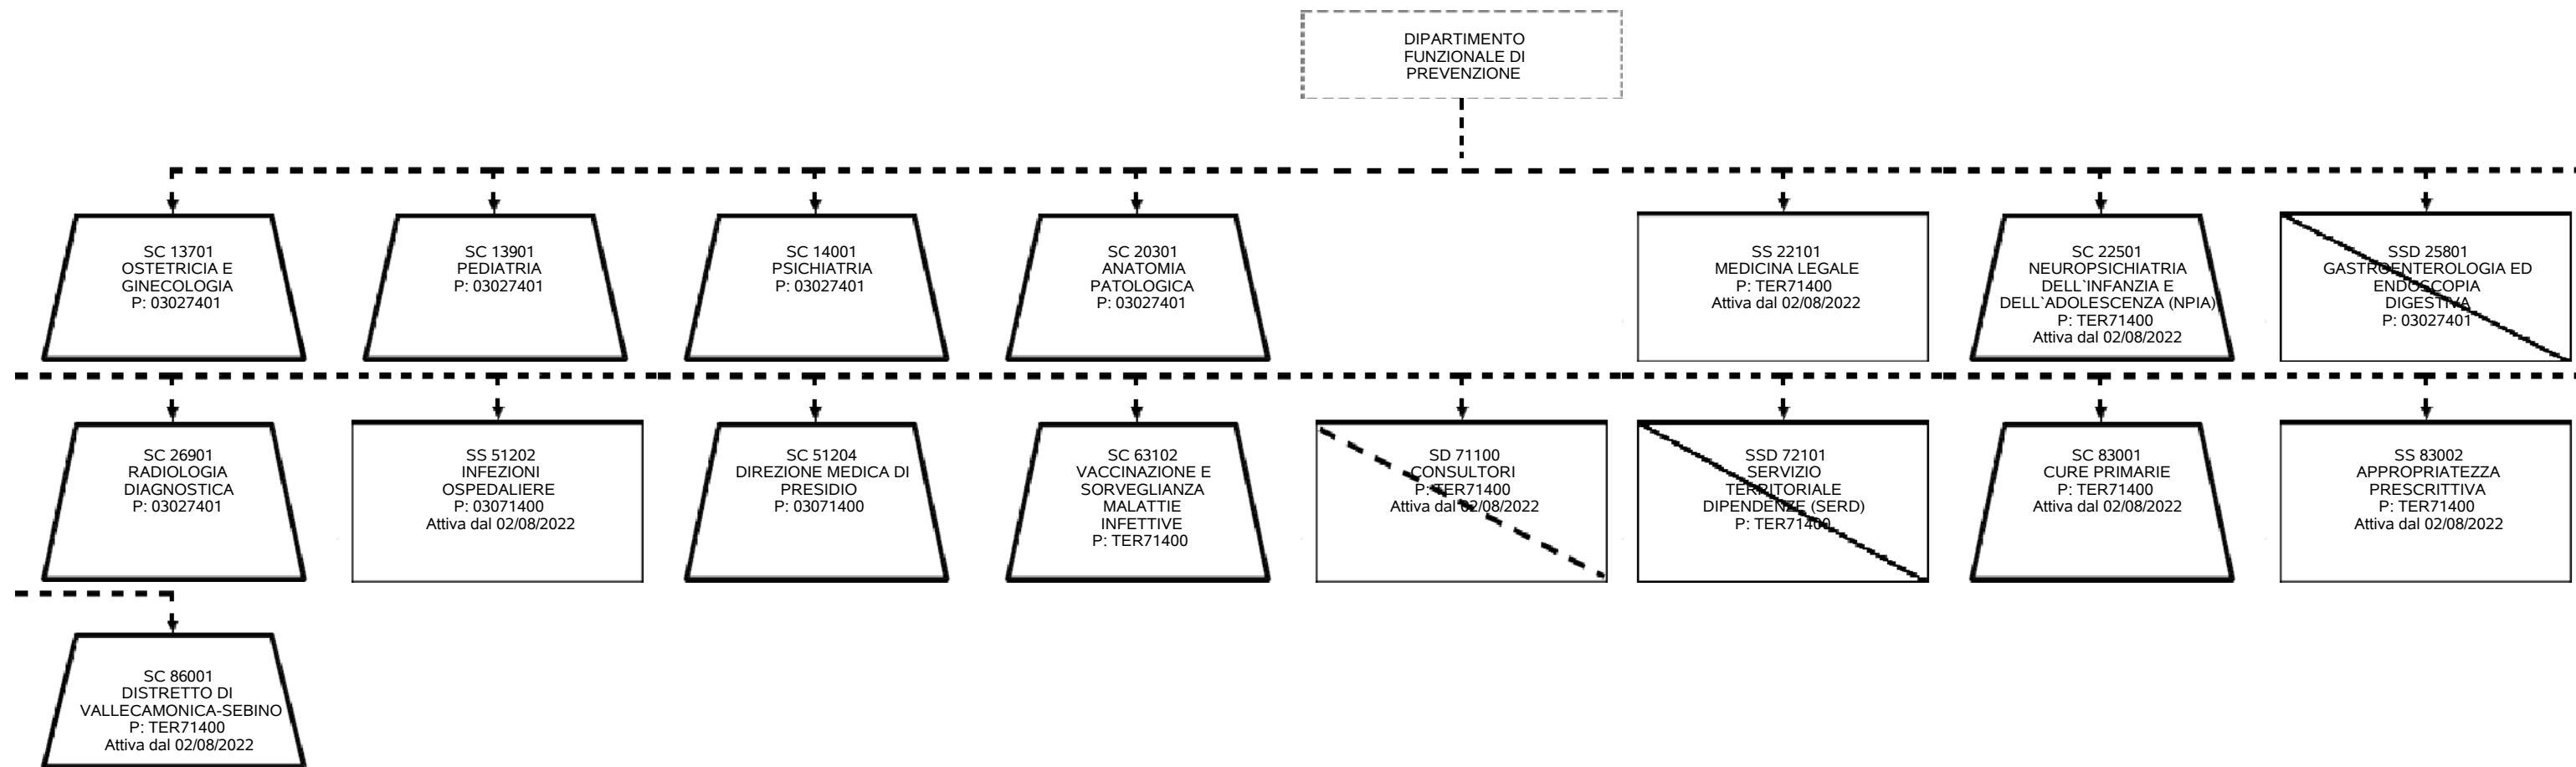 DIPARTIMENTO
FUNZIONALE DI
PREVENZIONE
SC 13701
OSTETRICIA E
GINECOLOGIA
P: 03027401
SC 13901
PEDIATRIA
P: 03027401
SC 14001
PSICHIATRIA
P: 03027401
SC 20301
ANATOMIA
PATOLOGICA
P: 03027401
SS 22101
MEDICINA LEGALE
P: TER71400
Attiva dal 02/08/2022
SC 22501
NEUROPSICHIATRIA
DELL`INFANZIA E
DELL`ADOLESCENZA (NPIA)
P: TER71400
Attiva dal 02/08/2022
SSD 25801
GASTROENTEROLOGIA ED
ENDOSCOPIA
DIGESTIVA
P: 03027401
SC 26901
RADIOLOGIA
DIAGNOSTICA
P: 03027401
SS 51202
INFEZIONI
OSPEDALIERE
P: 03071400
Attiva dal 02/08/2022
SC 51204
DIREZIONE MEDICA DI
PRESIDIO
P: 03071400
SC 63102
VACCINAZIONE E
SORVEGLIANZA
MALATTIE
INFETTIVE
P: TER71400
SD 71100
CONSULTORI
P: TER71400
Attiva dal 02/08/2022
SSD 72101
SERVIZIO
TERRITORIALE
DIPENDENZE (SERD)
P: TER71400
SC 83001
CURE PRIMARIE
P: TER71400
Attiva dal 02/08/2022
SS 83002
APPROPRIATEZZA
PRESCRITTIVA
P: TER71400
Attiva dal 02/08/2022
SC 86001
DISTRETTO DI
VALLECAMONICA-SEBINO
P: TER71400
Attiva dal 02/08/2022